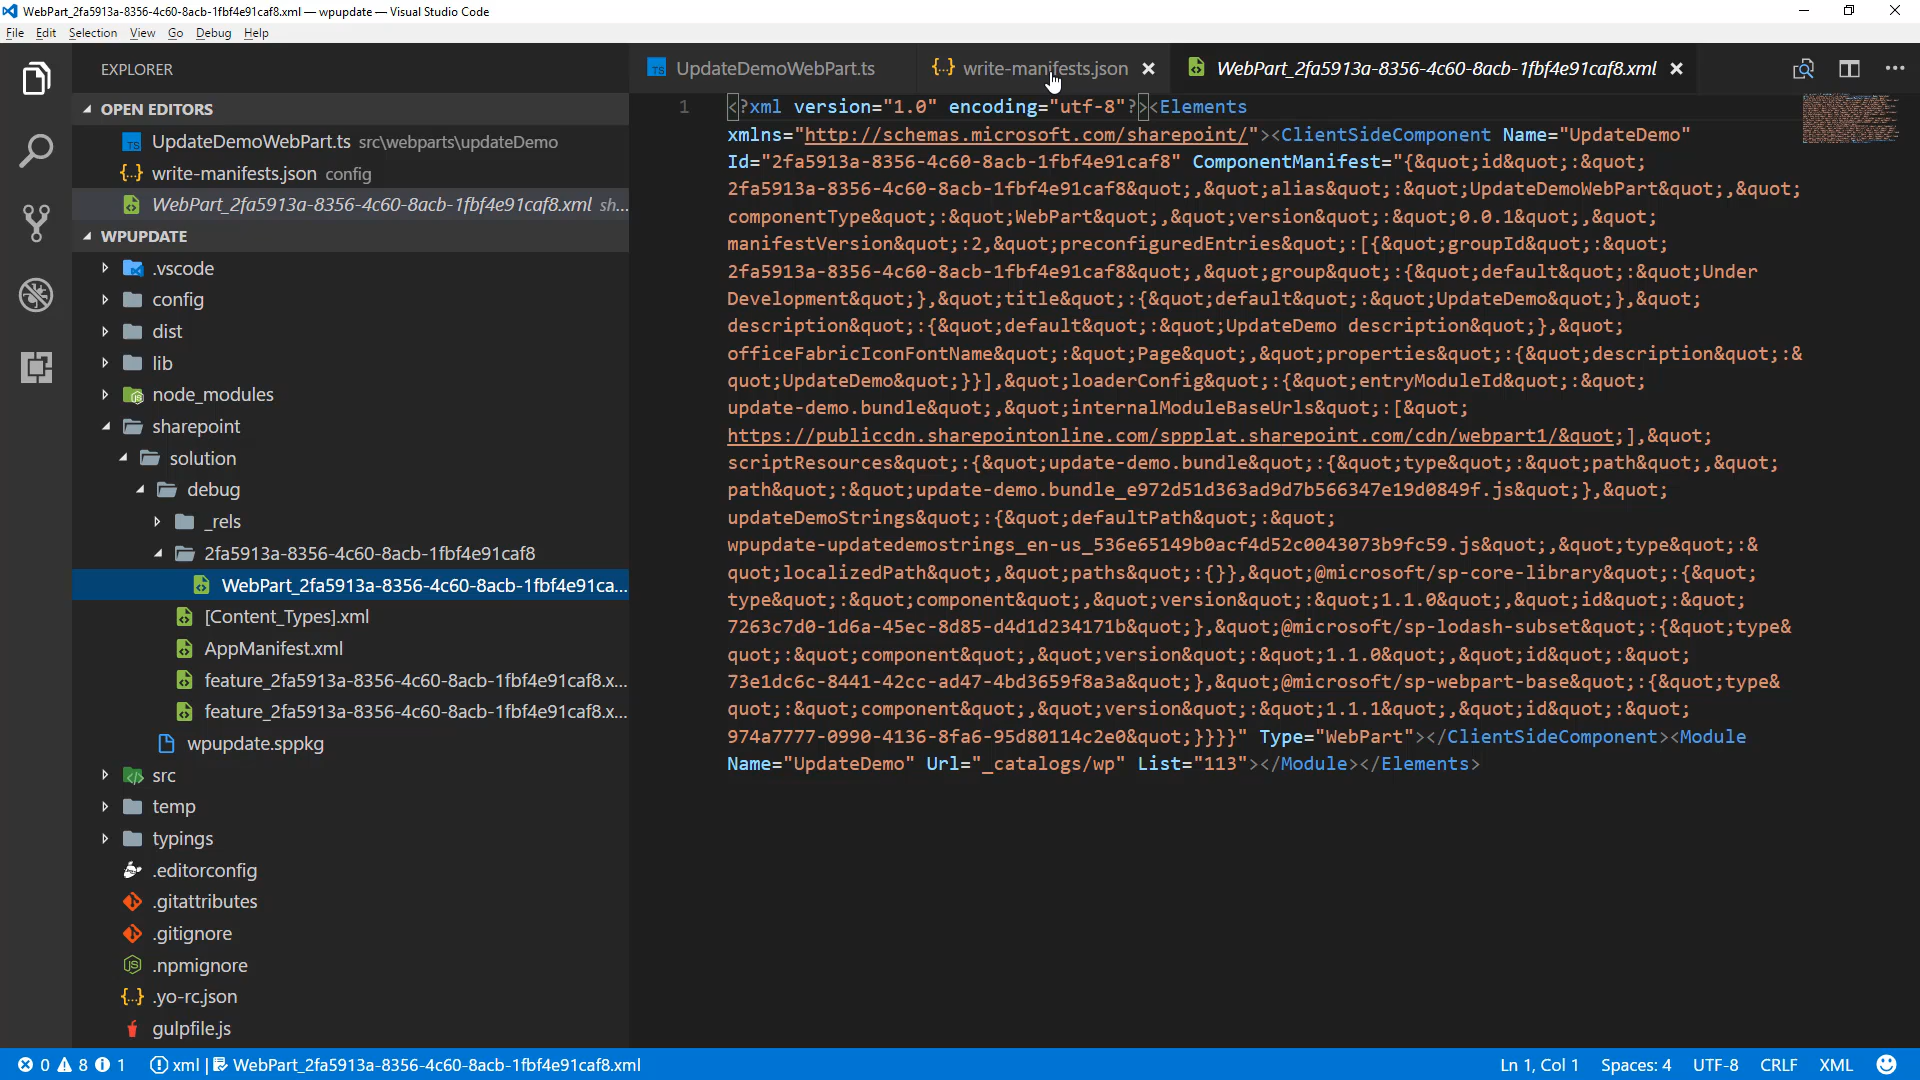 WebPart_2fa5913a-8356-4c60-8acb-1fbf4e91caf8.xml — wpupdate — Visual Studio Code
File Edit Selection View Go Debug Help
EXPLORER
OPEN EDITORS
UpdateDemoWebPart.ts src\webparts\updateDemo
write-manifests.json config
WebPart_2fa5913a-8356-4c60-8acb-1fbf4e91caf8.xml sh...
WPUPDATE
.vscode
config
dist
lib
node_modules
sharepoint
solution
debug
_rels
2fa5913a-8356-4c60-8acb-1fbf4e91caf8
WebPart_2fa5913a-8356-4c60-8acb-1fbf4e91ca...
[Content_Types].xml
AppManifest.xml
feature_2fa5913a-8356-4c60-8acb-1fbf4e91caf8.x...
feature_2fa5913a-8356-4c60-8acb-1fbf4e91caf8.x...
wpupdate.sppkg
src
temp
typings
.editorconfig
.gitattributes
.gitignore
.npmignore
.yo-rc.json
gulpfile.js
UpdateDemoWebPart.ts
write-manifests.json
WebPart_2fa5913a-8356-4c60-8acb-1fbf4e91caf8.xml
1 <?xml version="1.0" encoding="utf-8"?><Elements
xmlns="http://schemas.microsoft.com/sharepoint/"><ClientSideComponent Name="UpdateDemo"
Id="2fa5913a-8356-4c60-8acb-1fbf4e91caf8" ComponentManifest="{&quot;id&quot;:&quot;
2fa5913a-8356-4c60-8acb-1fbf4e91caf8&quot;,&quot;alias&quot;:&quot;UpdateDemoWebPart&quot;,&quot;
componentType&quot;:&quot;WebPart&quot;,&quot;version&quot;:&quot;0.0.1&quot;,&quot;
manifestVersion&quot;:2,&quot;preconfiguredEntries&quot;:[{&quot;groupId&quot;:&quot;
2fa5913a-8356-4c60-8acb-1fbf4e91caf8&quot;,&quot;group&quot;:{&quot;default&quot;:&quot;Under
Development&quot;},&quot;title&quot;:{&quot;default&quot;:&quot;UpdateDemo&quot;},&quot;
description&quot;:{&quot;default&quot;:&quot;UpdateDemo description&quot;},&quot;
officeFabricIconFontName&quot;:&quot;Page&quot;,&quot;properties&quot;:{&quot;description&quot;:&
quot;UpdateDemo&quot;}}],&quot;loaderConfig&quot;:{&quot;entryModuleId&quot;:&quot;
update-demo.bundle&quot;,&quot;internalModuleBaseUrls&quot;:[&quot;
https://publiccdn.sharepointonline.com/sppplat.sharepoint.com/cdn/webpart1/&quot;],&quot;
scriptResources&quot;:{&quot;update-demo.bundle&quot;:{&quot;type&quot;:&quot;path&quot;,&quot;
path&quot;:&quot;update-demo.bundle_e972d51d363ad9d7b566347e19d0849f.js&quot;},&quot;
updateDemoStrings&quot;:{&quot;defaultPath&quot;:&quot;
wpupdate-updatedemostrings_en-us_536e65149b0acf4d52c0043073b9fc59.js&quot;,&quot;type&quot;:&
quot;localizedPath&quot;,&quot;paths&quot;:{}},&quot;@microsoft/sp-core-library&quot;:{&quot;
type&quot;:&quot;component&quot;,&quot;version&quot;:&quot;1.1.0&quot;,&quot;id&quot;:&quot;
7263c7d0-1d6a-45ec-8d85-d4d1d234171b&quot;},&quot;@microsoft/sp-lodash-subset&quot;:{&quot;type&
quot;:&quot;component&quot;,&quot;version&quot;:&quot;1.1.0&quot;,&quot;id&quot;:&quot;
73e1dc6c-8441-42cc-ad47-4bd3659f8a3a&quot;},&quot;@microsoft/sp-webpart-base&quot;:{&quot;type&
quot;:&quot;component&quot;,&quot;version&quot;:&quot;1.1.1&quot;,&quot;id&quot;:&quot;
974a7777-0990-4136-8fa6-95d80114c2e0&quot;}}}}" Type="WebPart"></ClientSideComponent><Module
Name="UpdateDemo" Url="_catalogs/wp" List="113"></Module></Elements>
0 8 1 xml | WebPart_2fa5913a-8356-4c60-8acb-1fbf4e91caf8.xml
Ln 1, Col 1 Spaces: 4 UTF-8 CRLF XML